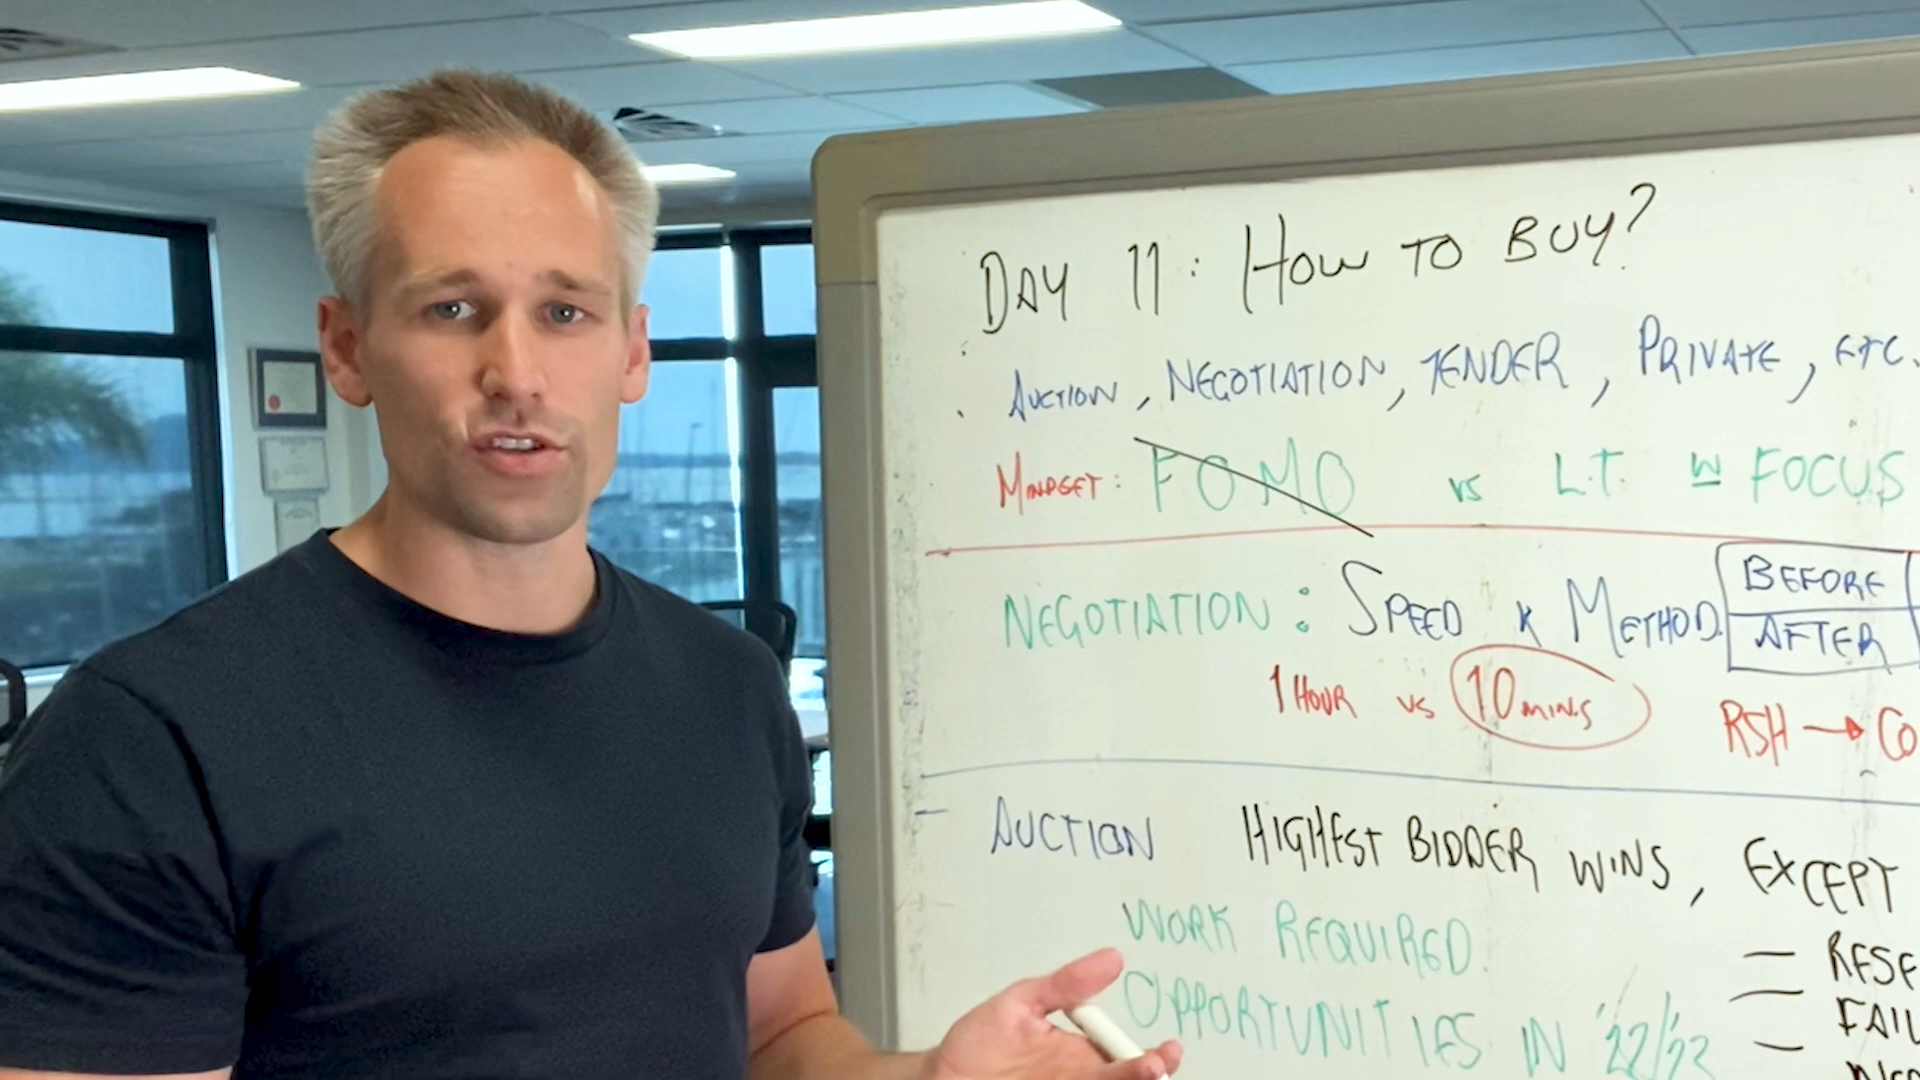 DAY 11: HOW TO BUY?
AUCTION, NEGOTIATION, TENDER, PRIVATE, ETC.
MINDSET: FOMO vs L.T. W FOCUS
NEGOTIATION: SPEED & METHOD. BEFORE
AFTER
1 HOUR vs 10 MINS
RSH → CO
AUCTION HIGHEST BIDDER WINS, EXCEPT
WORK REQUIRED.
— RESE
OPPORTUNITIES IN '22/'23
— FAIL